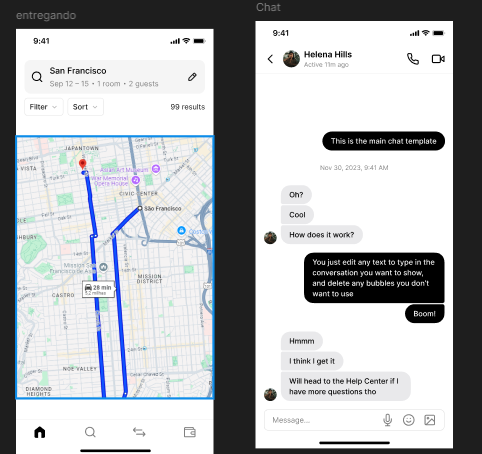 entregando
9:41
San Francisco
Sep 12 – 15 • 1 room • 2 guests
Filter
Sort
99 results
JAPANTOWN
Asian Art Museum
War Memorial
Opera House
CIVIC CENTER
San Francisco
MISSION
DISTRICT
CASTRO
28 min
5.2 millas
NOE VALLEY
DIAMOND
HEIGHTS
Chat
9:41
Helena Hills
Active 11m ago
This is the main chat template
Nov 30, 2023, 9:41 AM
Oh?
Cool
How does it work?
You just edit any text to type in the
conversation you want to show,
and delete any bubbles you don't
want to use
Boom!
Hmmm
I think I get it
Will head to the Help Center if I
have more questions tho
Message...